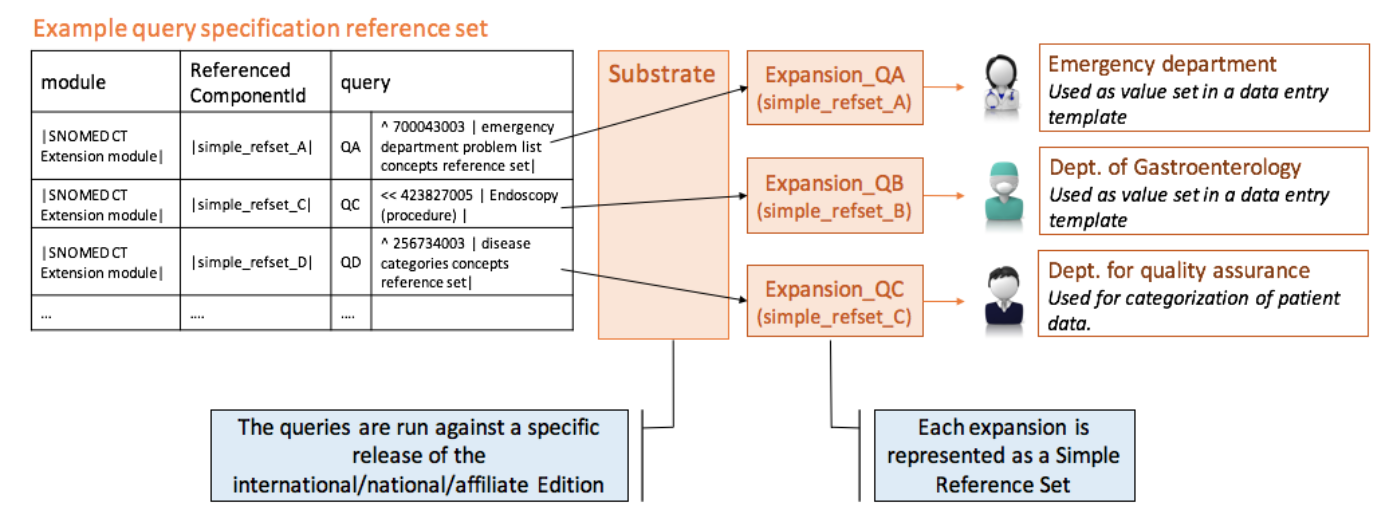 Example query specification reference set
module
Referenced
ComponentId
query
|SNOMED CT
Extension module|
|simple_refset_A|
QA
^ 700043003 | emergency
department problem list
concepts reference set|
|SNOMED CT
Extension module|
|simple_refset_C|
QC
<< 423827005 | Endoscopy
(procedure) |
|SNOMED CT
Extension module|
|simple_refset_D|
QD
^ 256734003 | disease
categories concepts
reference set|
...
....
....
Substrate
Expansion_QA
(simple_refset_A)
Expansion_QB
(simple_refset_B)
Expansion_QC
(simple_refset_C)
Emergency department
Used as value set in a data entry
template
Dept. of Gastroenterology
Used as value set in a data entry
template
Dept. for quality assurance
Used for categorization of patient
data.
The queries are run against a specific
release of the
international/national/affiliate Edition
Each expansion is
represented as a Simple
Reference Set